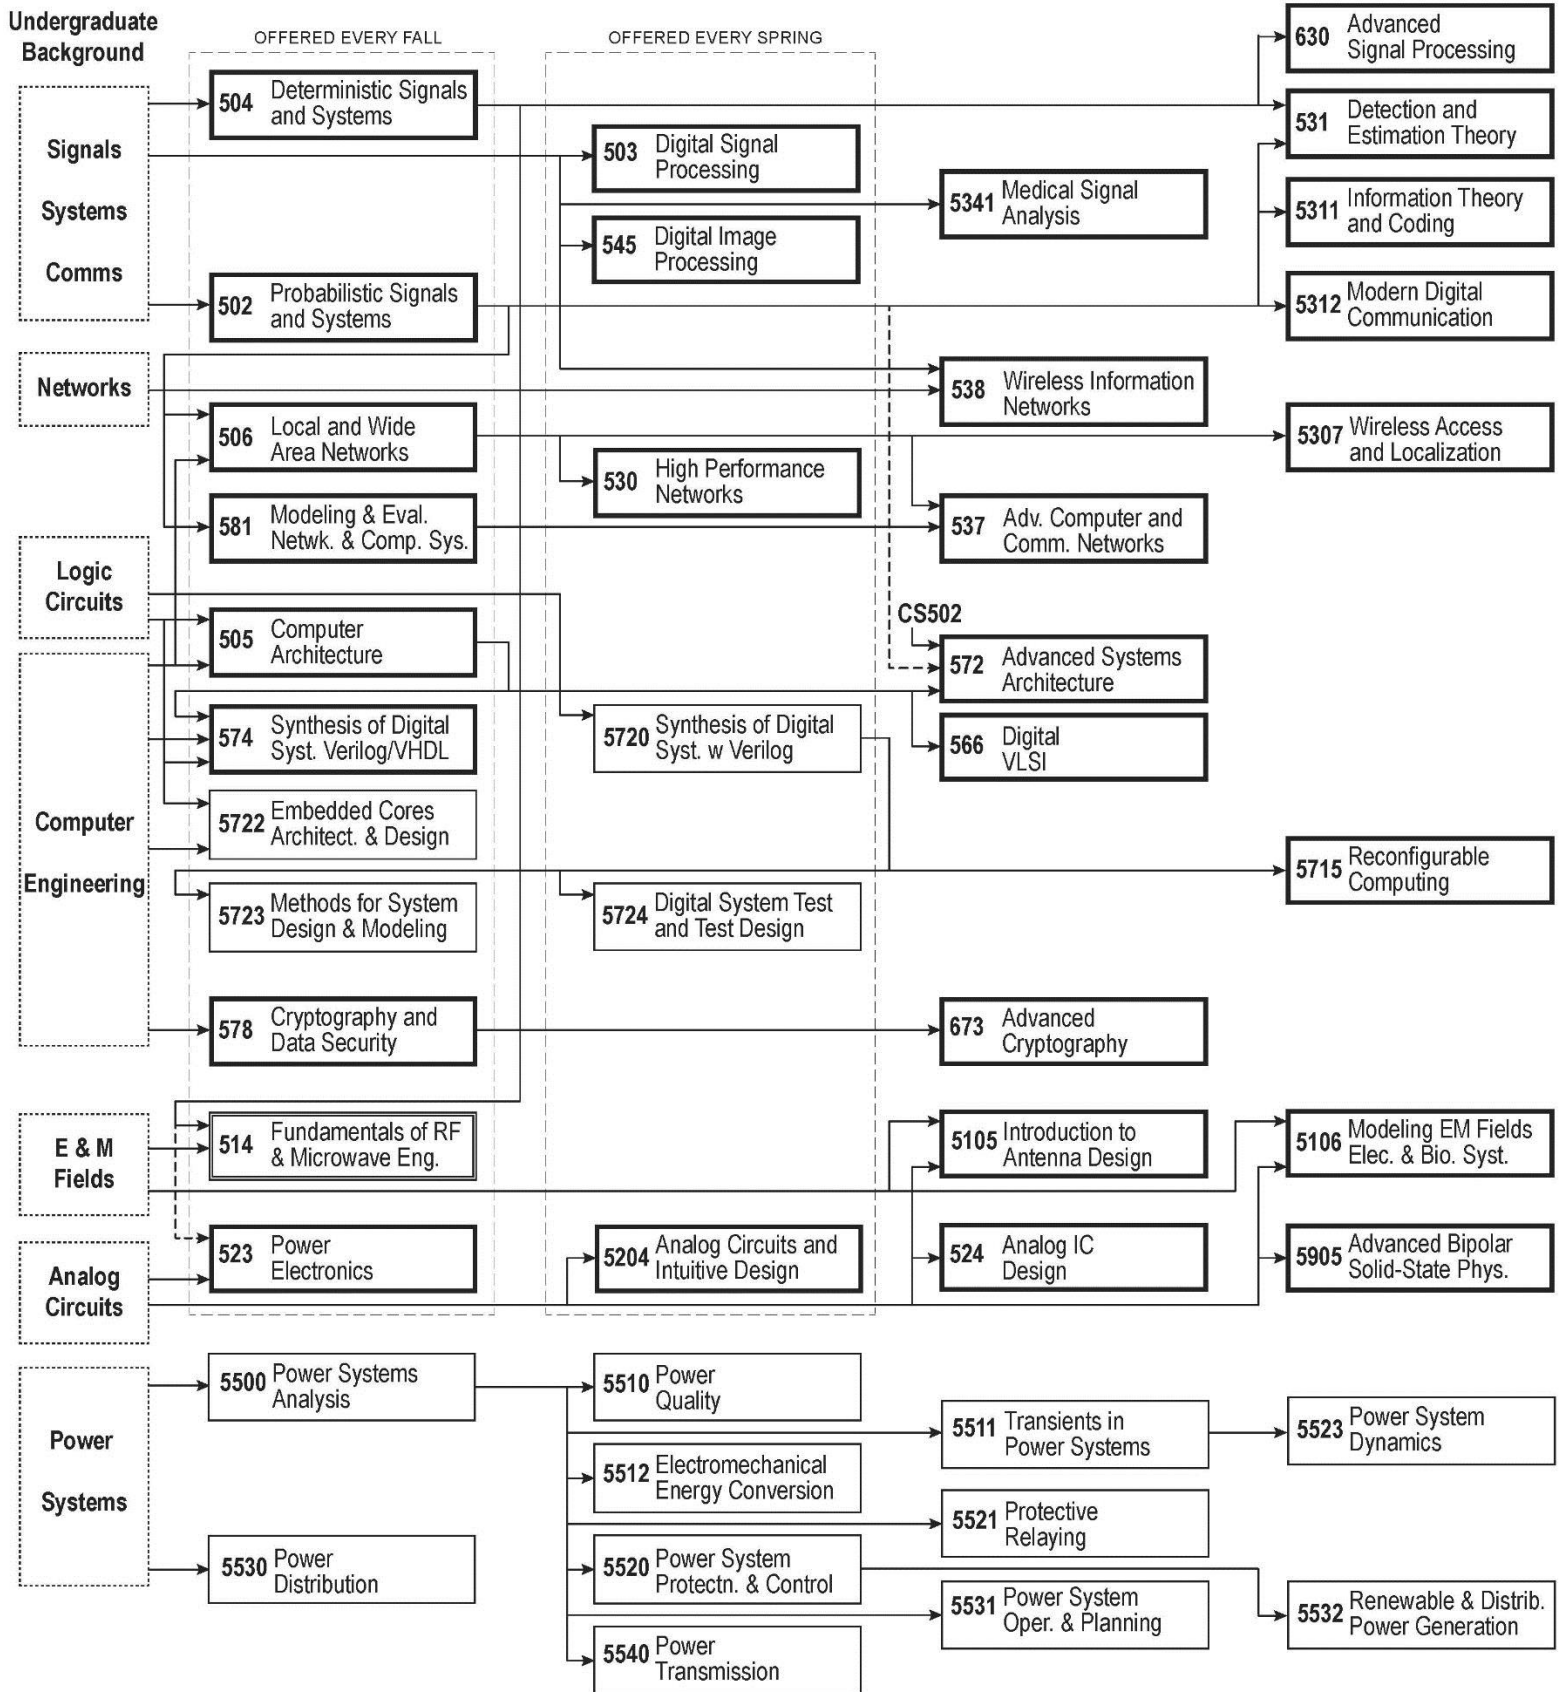 Undergraduate
Background
OFFERED EVERY FALL
OFFERED EVERY SPRING
Signals
Systems
Comms
Networks
Logic
Circuits
Computer
Engineering
E & M
Fields
Analog
Circuits
Power
Systems
504 Deterministic Signals
and Systems
502 Probabilistic Signals
and Systems
506 Local and Wide
Area Networks
581 Modeling & Eval.
Netwk. & Comp. Sys.
505 Computer
Architecture
574 Synthesis of Digital
Syst. Verilog/VHDL
5722 Embedded Cores
Architect. & Design
5723 Methods for System
Design & Modeling
578 Cryptography and
Data Security
514 Fundamentals of RF
& Microwave Eng.
523 Power
Electronics
5500 Power Systems
Analysis
5530 Power
Distribution
503 Digital Signal
Processing
545 Digital Image
Processing
530 High Performance
Networks
5720 Synthesis of Digital
Syst. w Verilog
5724 Digital System Test
and Test Design
5204 Analog Circuits and
Intuitive Design
5510 Power
Quality
5512 Electromechanical
Energy Conversion
5520 Power System
Protectn. & Control
5540 Power
Transmission
5341 Medical Signal
Analysis
538 Wireless Information
Networks
537 Adv. Computer and
Comm. Networks
CS502
572 Advanced Systems
Architecture
566 Digital
VLSI
673 Advanced
Cryptography
5105 Introduction to
Antenna Design
524 Analog IC
Design
5511 Transients in
Power Systems
5521 Protective
Relaying
5531 Power System
Oper. & Planning
630 Advanced
Signal Processing
531 Detection and
Estimation Theory
5311 Information Theory
and Coding
5312 Modern Digital
Communication
5307 Wireless Access
and Localization
5715 Reconfigurable
Computing
5106 Modeling EM Fields
Elec. & Bio. Syst.
5905 Advanced Bipolar
Solid-State Phys.
5523 Power System
Dynamics
5532 Renewable & Distrib.
Power Generation